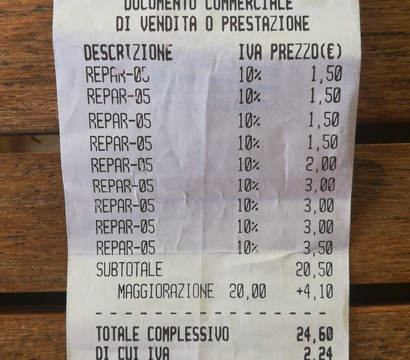 DOCUMENTO COMMERCIALE
DI VENDITA O PRESTAZIONE
DESCRIZIONE IVA PREZZO(€)
REPAR-05 10% 1,50
REPAR-05 10% 1,50
REPAR-05 10% 1,50
REPAR-05 10% 1,50
REPAR-05 10% 2,00
REPAR-05 10% 3,00
REPAR-05 10% 3,00
REPAR-05 10% 3,00
REPAR-05 10% 3,50
SUBTOTALE 20,50
MAGGIORAZIONE 20,00 +4,10
TOTALE COMPLESSIVO 24,60
DI CUI IVA 2,24